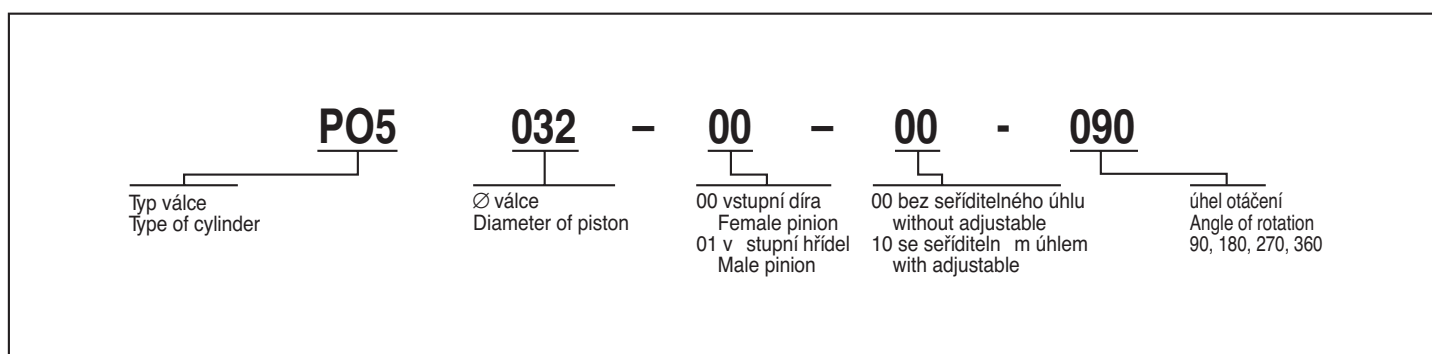 PO5 032 – 00 – 00 - 090
Typ válce
Type of cylinder
∅ válce
Diameter of piston
00 vstupní díra
Female pinion
01 v stupní hřídel
Male pinion
00 bez seříditelného úhlu
without adjustable
10 se seříditeln m úhlem
with adjustable
úhel otáčení
Angle of rotation
90, 180, 270, 360